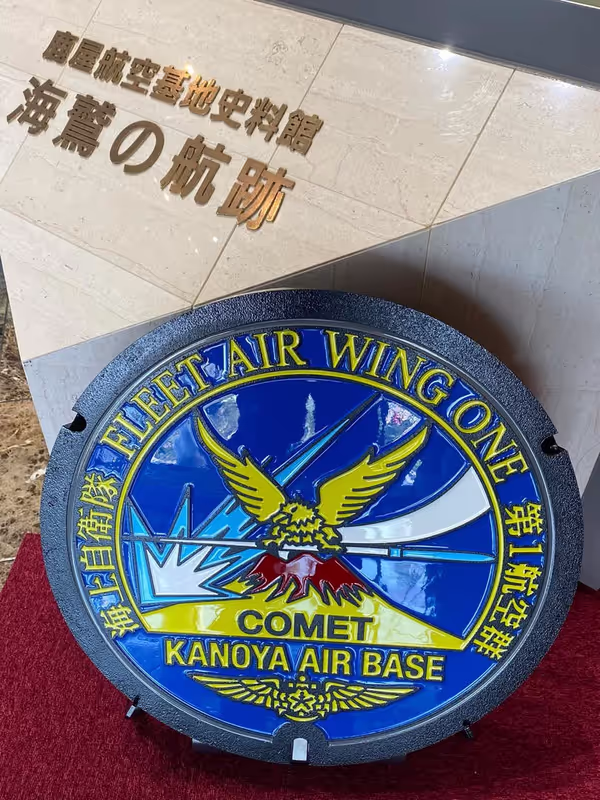 鹿屋航空基地史料館
海鷲の航跡
FLEET AIR WING ONE
海上自衛隊
第1航空群
COMET
KANOYA AIR BASE